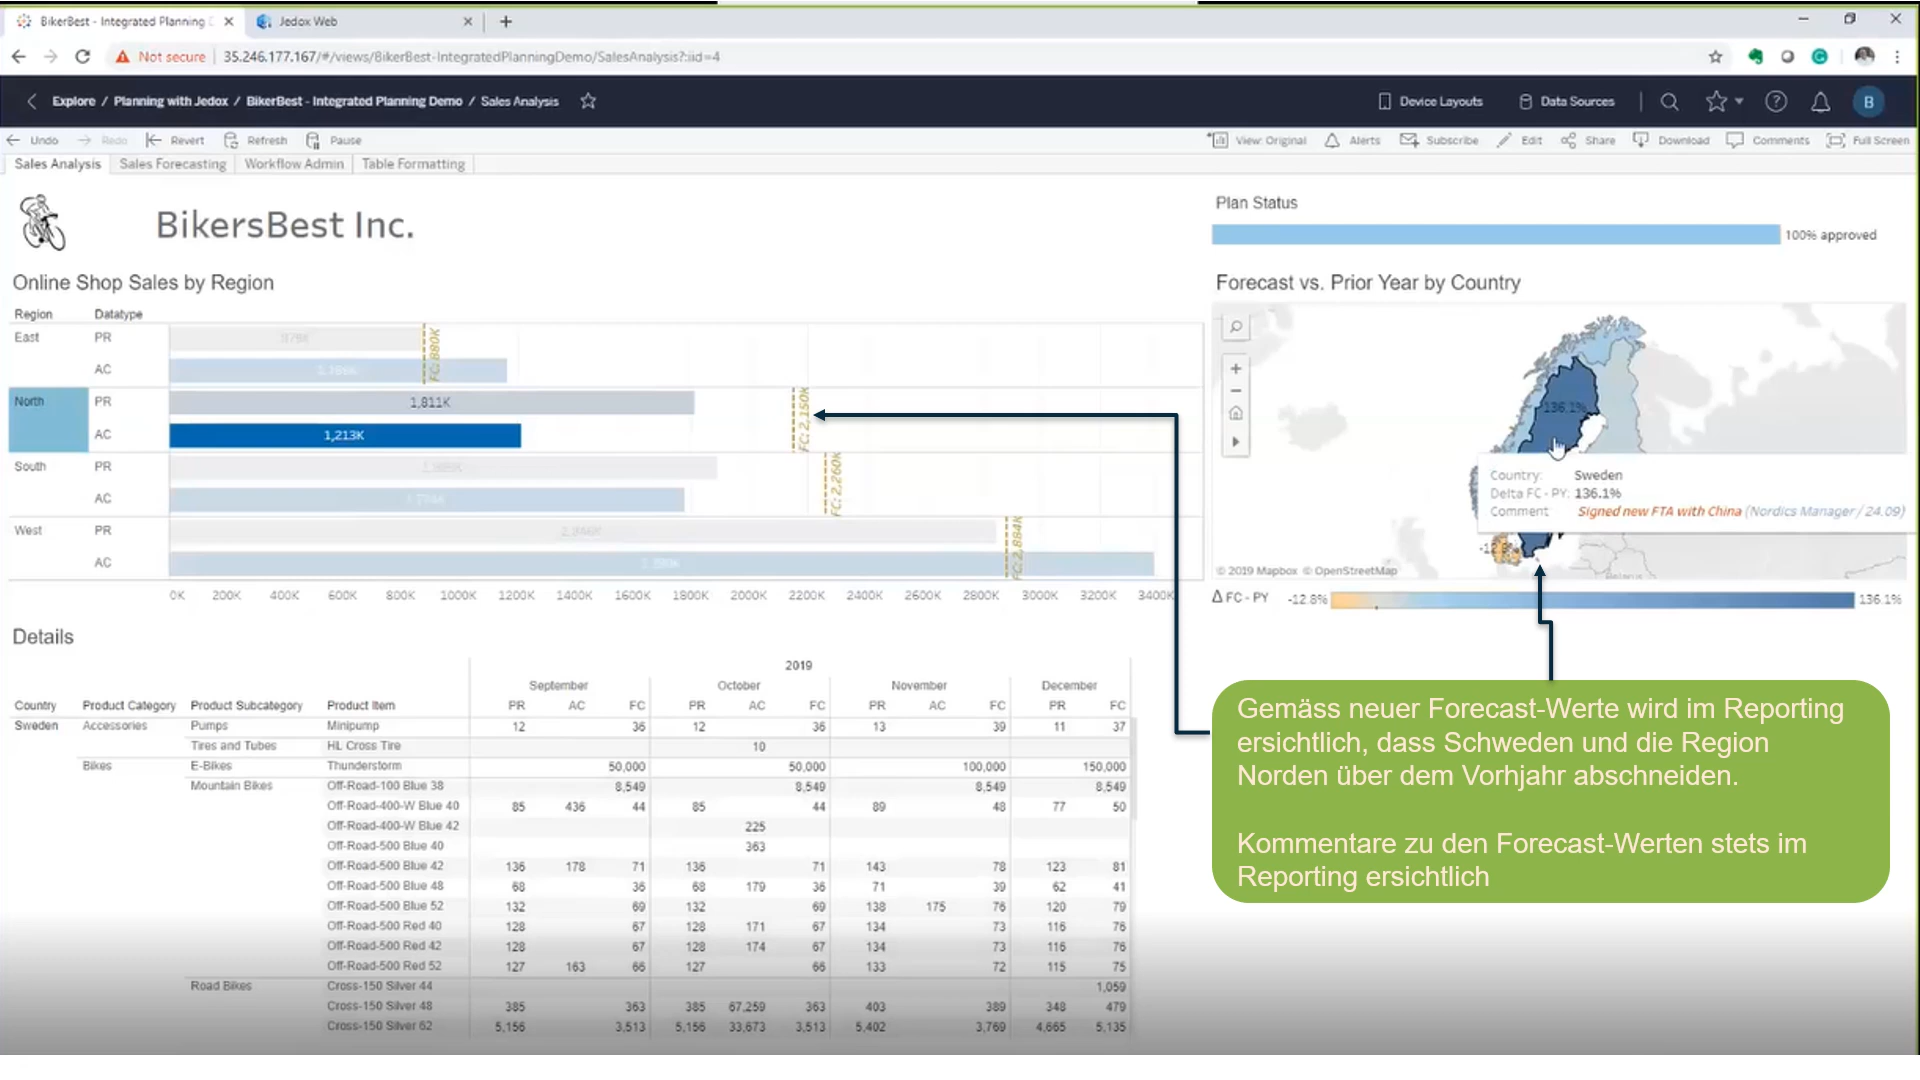 BikerBest - Integrated Planning
Jedox Web
Not secure
35.246.177.167/#/views/BikerBest-IntegratedPlanningDemo/SalesAnalysis?:iid=4
Explore / Planning with Jedox / BikerBest - Integrated Planning Demo / Sales Analysis
Device Layouts
Data Sources
B
Undo
Redo
Revert
Refresh
Pause
View: Original
Alerts
Subscribe
Edit
Share
Download
Comments
Full Screen
Sales Analysis
Sales Forecasting
Workflow Admin
Table Formatting
BikersBest Inc.
Plan Status
100% approved
Online Shop Sales by Region
Region Datatype
East PR
FC: 880K
AC
North PR 1,811K
FC: 2,150K
AC 1,213K
South PR
FC: 2,260K
AC
West PR
FC: 2,884K
AC
0K 200K 400K 600K 800K 1000K 1200K 1400K 1600K 1800K 2000K 2200K 2400K 2600K 2800K 3000K 3200K 3400K
Forecast vs. Prior Year by Country
136.1%
Country: Sweden
Delta FC - PY: 136.1%
Comment Signed new FTA with China (Nordics Manager / 24.09)
© 2019 Mapbox © OpenStreetMap
Belarus
Δ FC - PY -12.8% 136.1%
Details
2019
September October November December
Country Product Category Product Subcategory Product Item PR AC FC PR AC FC PR AC FC PR FC
Sweden Accessories Pumps Minipump 12 36 12 36 13 39 11 37
Tires and Tubes HL Cross Tire 10
Bikes E-Bikes Thunderstorm 50,000 50,000 100,000 150,000
Mountain Bikes Off-Road-100 Blue 38 8,549 8,549 8,549 8,549
Off-Road-400-W Blue 40 85 436 44 85 44 89 48 77 50
Off-Road-400-W Blue 42 225
Off-Road-500 Blue 40 363
Off-Road-500 Blue 42 136 178 71 136 71 143 78 123 81
Off-Road-500 Blue 48 68 36 68 179 36 71 39 62 41
Off-Road-500 Blue 52 132 69 132 69 138 175 76 120 79
Off-Road-500 Red 40 128 67 128 171 67 134 73 116 76
Off-Road-500 Red 42 128 67 128 174 67 134 73 116 76
Off-Road-500 Red 52 127 163 66 127 66 133 72 115 75
Road Bikes Cross-150 Silver 44 1,059
Cross-150 Silver 48 385 363 385 67,259 363 403 389 348 479
Cross-150 Silver 62 5,156 3,513 5,156 33,673 3,513 5,402 3,769 4,665 5,135
Gemäss neuer Forecast-Werte wird im Reporting
ersichtlich, dass Schweden und die Region
Norden über dem Vorhjahr abschneiden.
Kommentare zu den Forecast-Werten stets im
Reporting ersichtlich